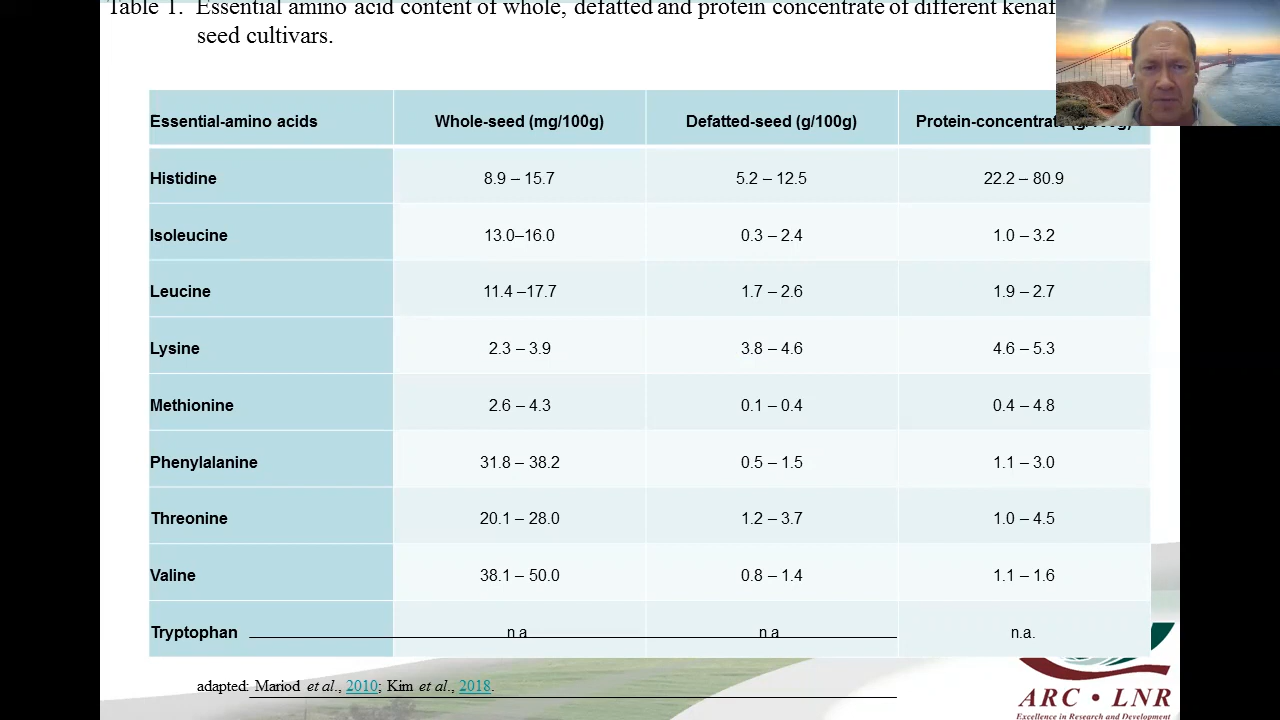 Table 1. Essential amino acid content of whole, defatted and protein concentrate of different kenaf
seed cultivars.
Essential-amino acids Whole-seed (mg/100g) Defatted-seed (g/100g) Protein-concentrate
Histidine 8.9 – 15.7 5.2 – 12.5 22.2 – 80.9
Isoleucine 13.0–16.0 0.3 – 2.4 1.0 – 3.2
Leucine 11.4 –17.7 1.7 – 2.6 1.9 – 2.7
Lysine 2.3 – 3.9 3.8 – 4.6 4.6 – 5.3
Methionine 2.6 – 4.3 0.1 – 0.4 0.4 – 4.8
Phenylalanine 31.8 – 38.2 0.5 – 1.5 1.1 – 3.0
Threonine 20.1 – 28.0 1.2 – 3.7 1.0 – 4.5
Valine 38.1 – 50.0 0.8 – 1.4 1.1 – 1.6
Tryptophan n.a. n.a. n.a.
adapted: Mariod et al., 2010; Kim et al., 2018.
ARC • LNR
Excellence in Research and Development